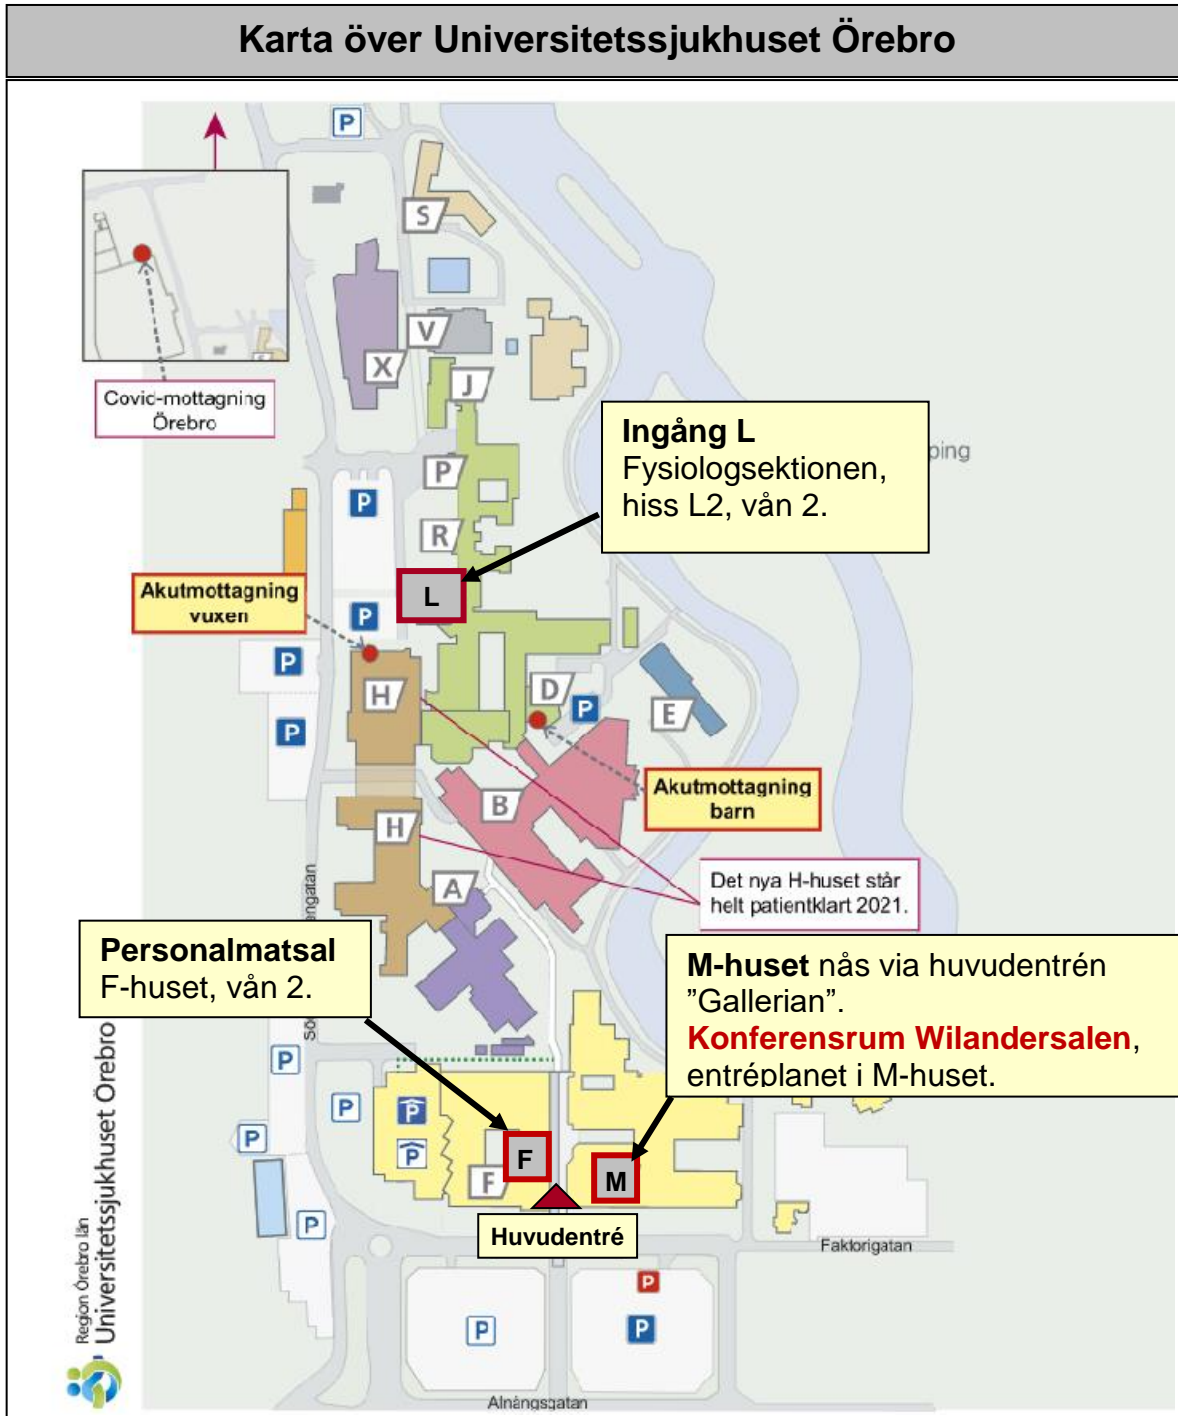 Karta över Universitetssjukhuset Örebro
P
S
V
X
J
Covid-mottagning
Örebro
Ingång L
Fysiologsektionen,
hiss L2, vån 2.
ping
P
P
R
Akutmottagning
vuxen
L
P
P
H
D
P
E
P
Akutmottagning
barn
B
H
Det nya H-huset står
helt patientklart 2021.
A
Personalmatsal
F-huset, vån 2.
M-huset nås via huvudentrén
”Gallerian”.
Konferensrum Wilandersalen,
entréplanet i M-huset.
P
P
P
P
P
F
F
M
P
Huvudentré
Faktorigatan
P
P
P
Alnängsgatan
Region Örebro län
Universitetssjukhuset Örebro